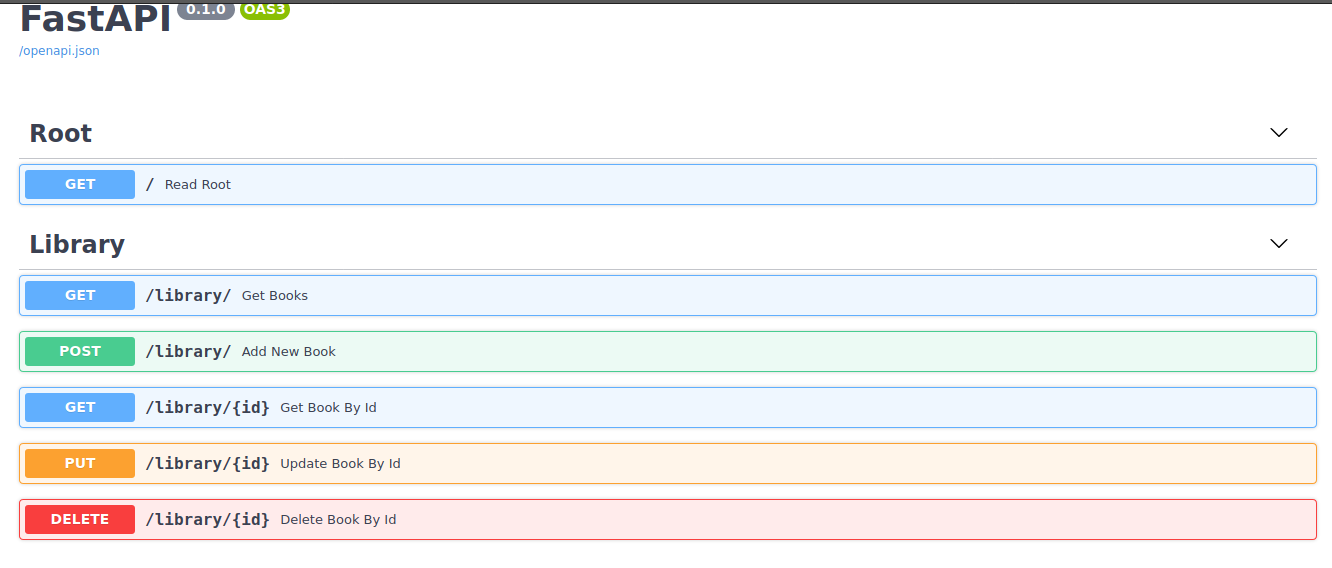 FastAPI 0.1.0 OAS3
/openapi.json
Root
GET / Read Root
Library
GET /library/ Get Books
POST /library/ Add New Book
GET /library/{id} Get Book By Id
PUT /library/{id} Update Book By Id
DELETE /library/{id} Delete Book By Id